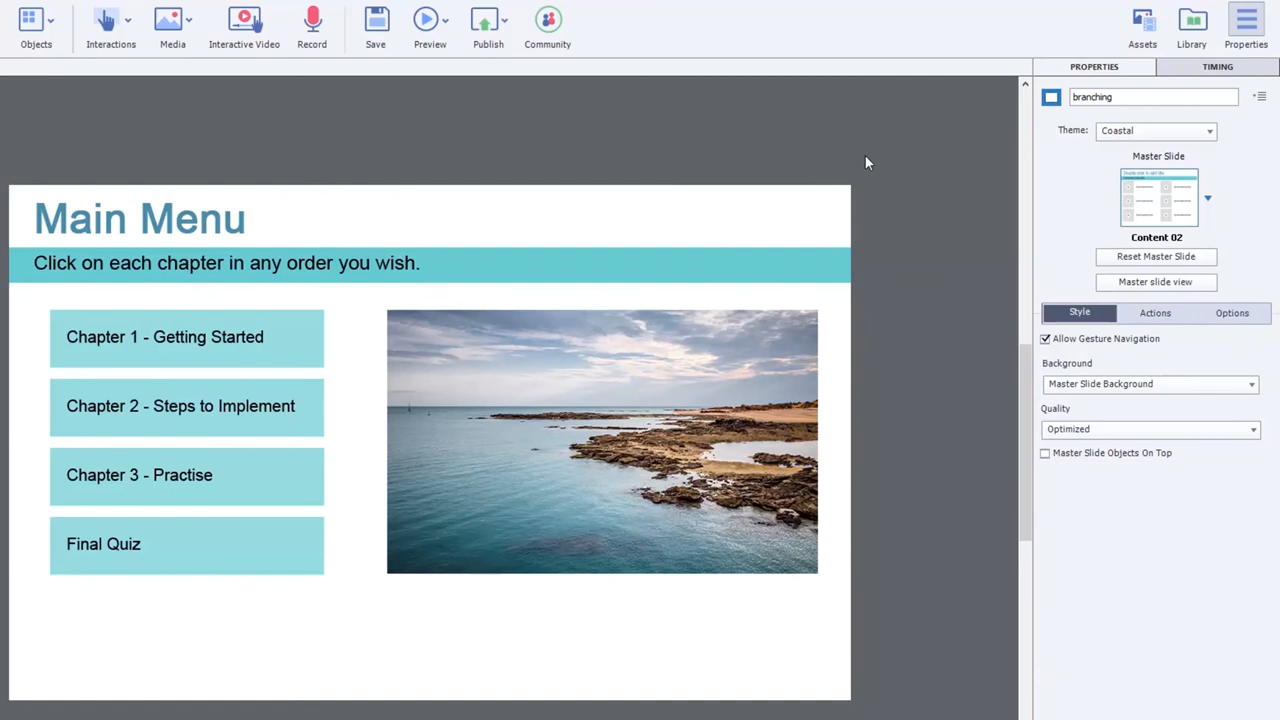 Objects
Interactions
Media
Interactive Video
Record
Save
Preview
Publish
Community
Assets
Library
Properties
PROPERTIES
TIMING
branching
Theme:
Coastal
Master Slide
Content 02
Reset Master Slide
Master slide view
Style
Actions
Options
Allow Gesture Navigation
Background
Master Slide Background
Quality
Optimized
Master Slide Objects On Top
Main Menu
Click on each chapter in any order you wish.
Chapter 1 - Getting Started
Chapter 2 - Steps to Implement
Chapter 3 - Practise
Final Quiz